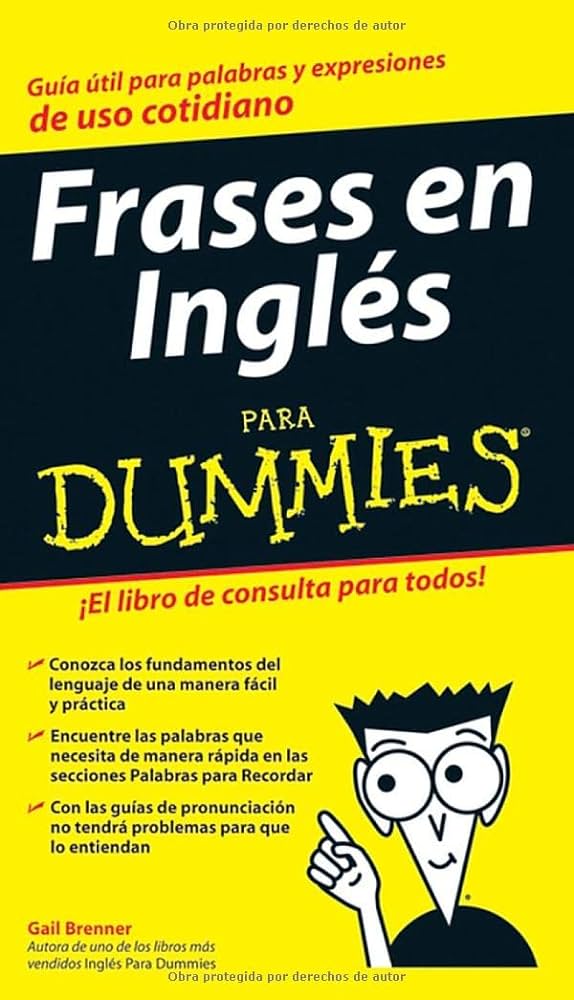 Obra protegida por derechos de autor
Guía útil para palabras y expresiones
de uso cotidiano
Frases en
Inglés
PARA
DUMMIES®
¡El libro de consulta para todos!
Conozca los fundamentos del
lenguaje de una manera fácil
y práctica
Encuentre las palabras que
necesita de manera rápida en las
secciones Palabras para Recordar
Con las guías de pronunciación
no tendrá problemas para que
lo entiendan
®
Gail Brenner
Autora de uno de los libros más
vendidos Inglés Para Dummies
Obra protegida por derechos de autor